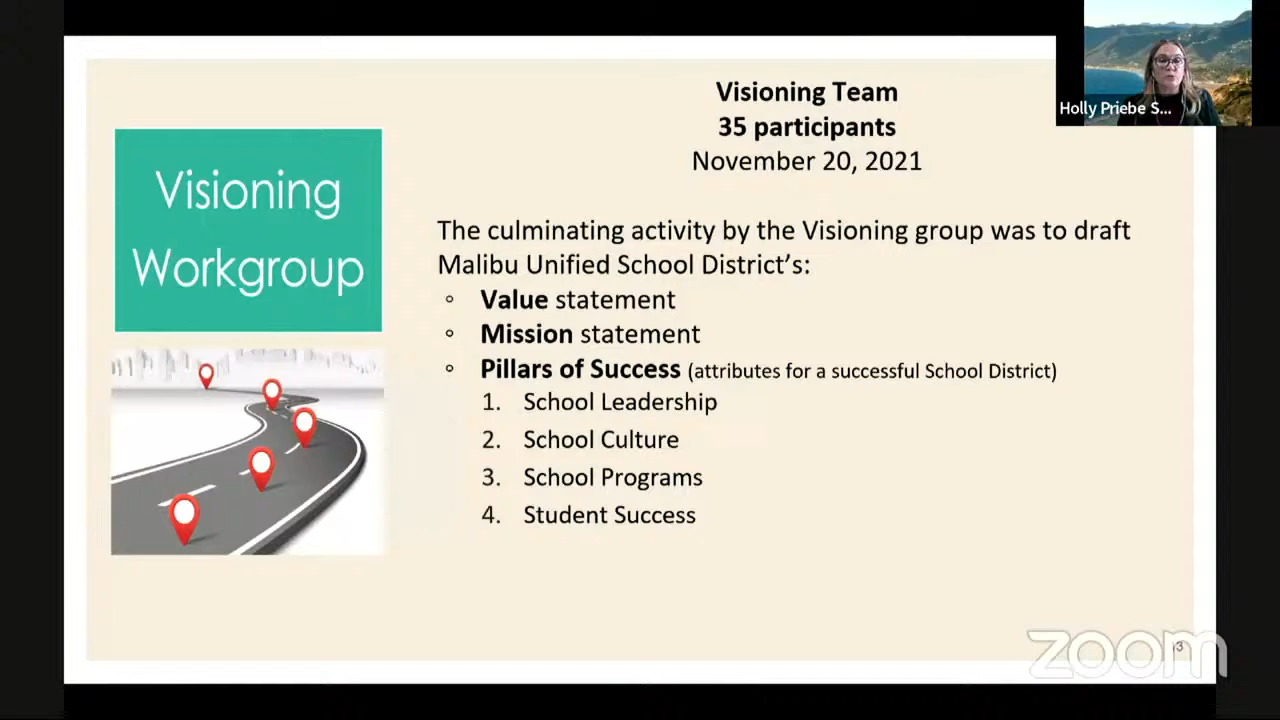 Visioning Team
35 participants
November 20, 2021
Holly Priebe S...
Visioning
Workgroup
The culminating activity by the Visioning group was to draft
Malibu Unified School District’s:
◦ Value statement
◦ Mission statement
◦ Pillars of Success (attributes for a successful School District)
1. School Leadership
2. School Culture
3. School Programs
4. Student Success
zoom